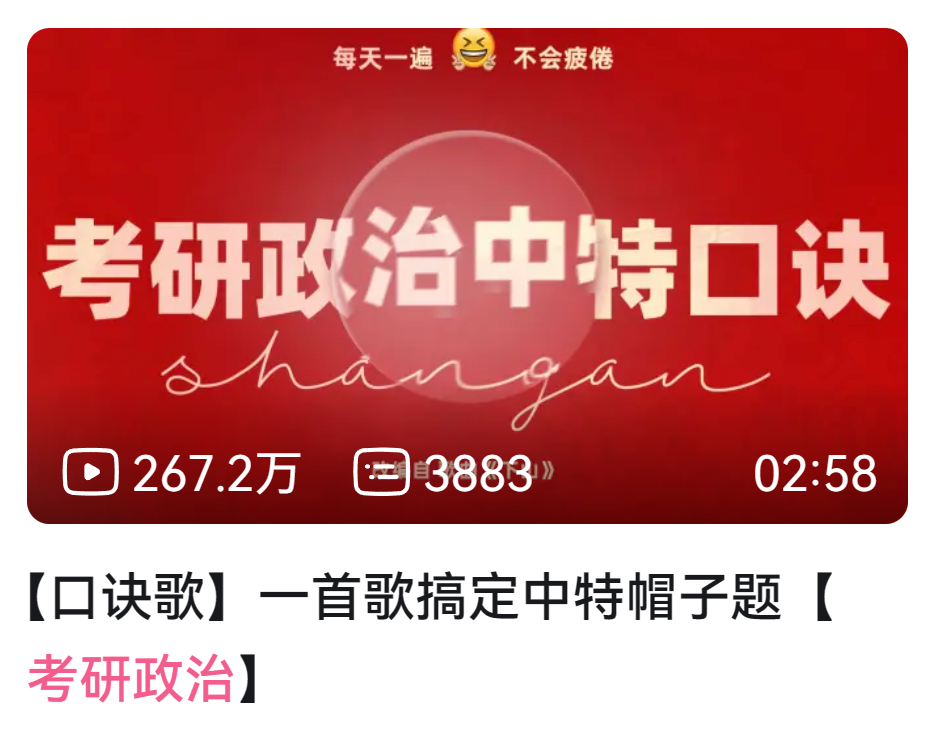 每天一遍 不会疲倦
考研政治中特口诀
shangan
267.2万 3883 02:58
【口诀歌】一首歌搞定中特帽子题【
考研政治】